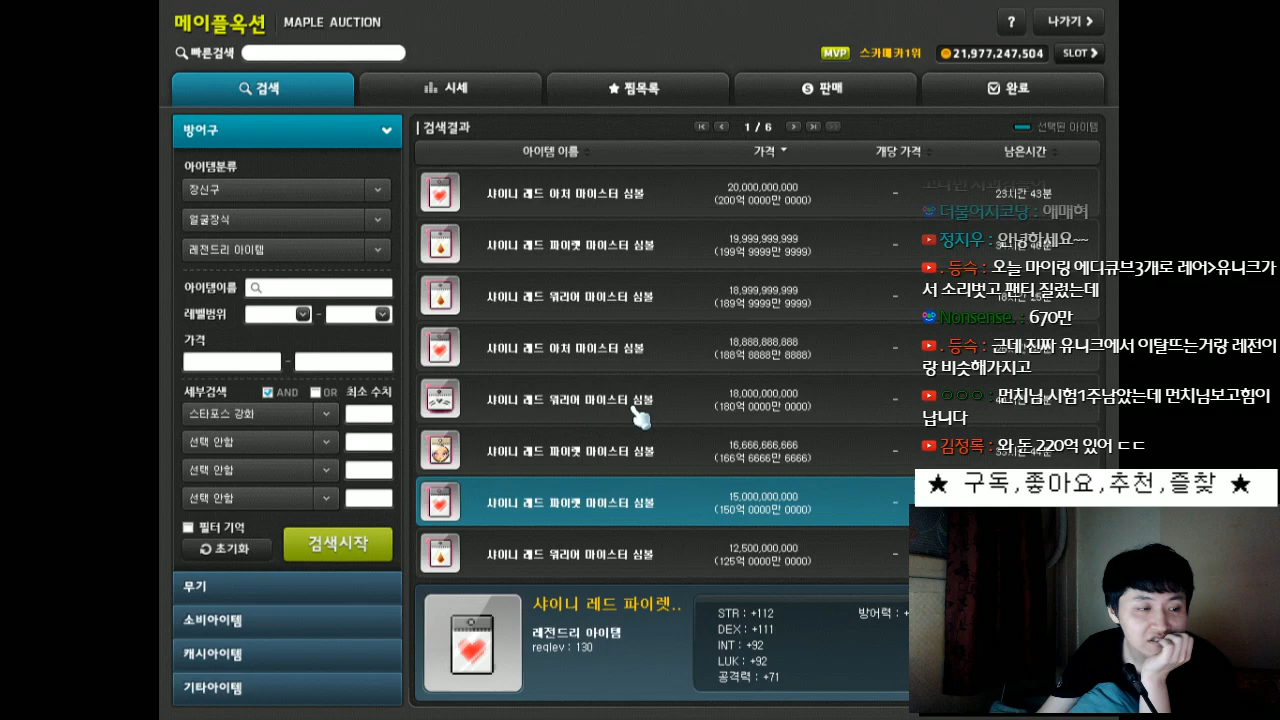 메이플옥션 MAPLE AUCTION
? 나가기
빠른검색
MVP 스카페카1위 21,977,247,504 SLOT
검색 시세 찜목록 판매 완료
방어구
아이템분류
장신구
얼굴장식
레전드리 아이템
아이템이름
레벨범위 -
가격
-
세부검색 AND OR 최소 수치
스타포스 강화
선택 안함
선택 안함
선택 안함
필터 기억
초기화
검색시작
무기
소비아이템
캐시아이템
기타아이템
검색결과 1 / 6 선택된 아이템
아이템 이름 가격 개당 가격 남은시간
샤이니 레드 아처 마이스터 심볼 20,000,000,000 (200억 0000만 0000) - 23시간 43분
샤이니 레드 파이렛 마이스터 심볼 19,999,999,999 (199억 9999만 9999) -
샤이니 레드 워리어 마이스터 심볼 18,999,999,999 (189억 9999만 9999) -
샤이니 레드 아처 마이스터 심볼 18,888,888,888 (188억 8888만 8888) -
샤이니 레드 워리어 마이스터 심볼 18,000,000,000 (180억 0000만 0000) -
샤이니 레드 파이렛 마이스터 심볼 16,666,666,666 (166억 6666만 6666) -
샤이니 레드 파이렛 마이스터 심볼 15,000,000,000 (150억 0000만 0000) -
샤이니 레드 워리어 마이스터 심볼 12,500,000,000 (125억 0000만 0000) -
샤이니 레드 파이렛..
레전드리 아이템
reqlev : 130
STR : +112
DEX : +111
INT : +92
LUK : +92
공격력 : +71
방어력 : +
더불어지코당 : 애매허
정지우 : 안녕하세요~~
. 등속 : 오늘 마이링 에디큐브3개로 레어>유니크가
서 소리벗고 팬티 질렀는데
Nonsense. : 670만
. 등속 : 근데 진짜 유니크에서 이탈뜨는거랑 레전이
랑 비슷해가지고
ㅇㅇㅇ : 먼치님,시험1주남았는데 먼치님보고힘이
납니다
김정록 : 와 돈 220억 있어 ㄷㄷ
★ 구독,좋아요,추천,즐찾 ★